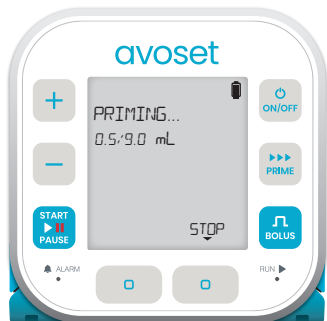 avoset
+
ON/OFF
PRIMING...
0.5/9.0 mL
−
PRIME
START
PAUSE
STOP
BOLUS
ALARM
RUN